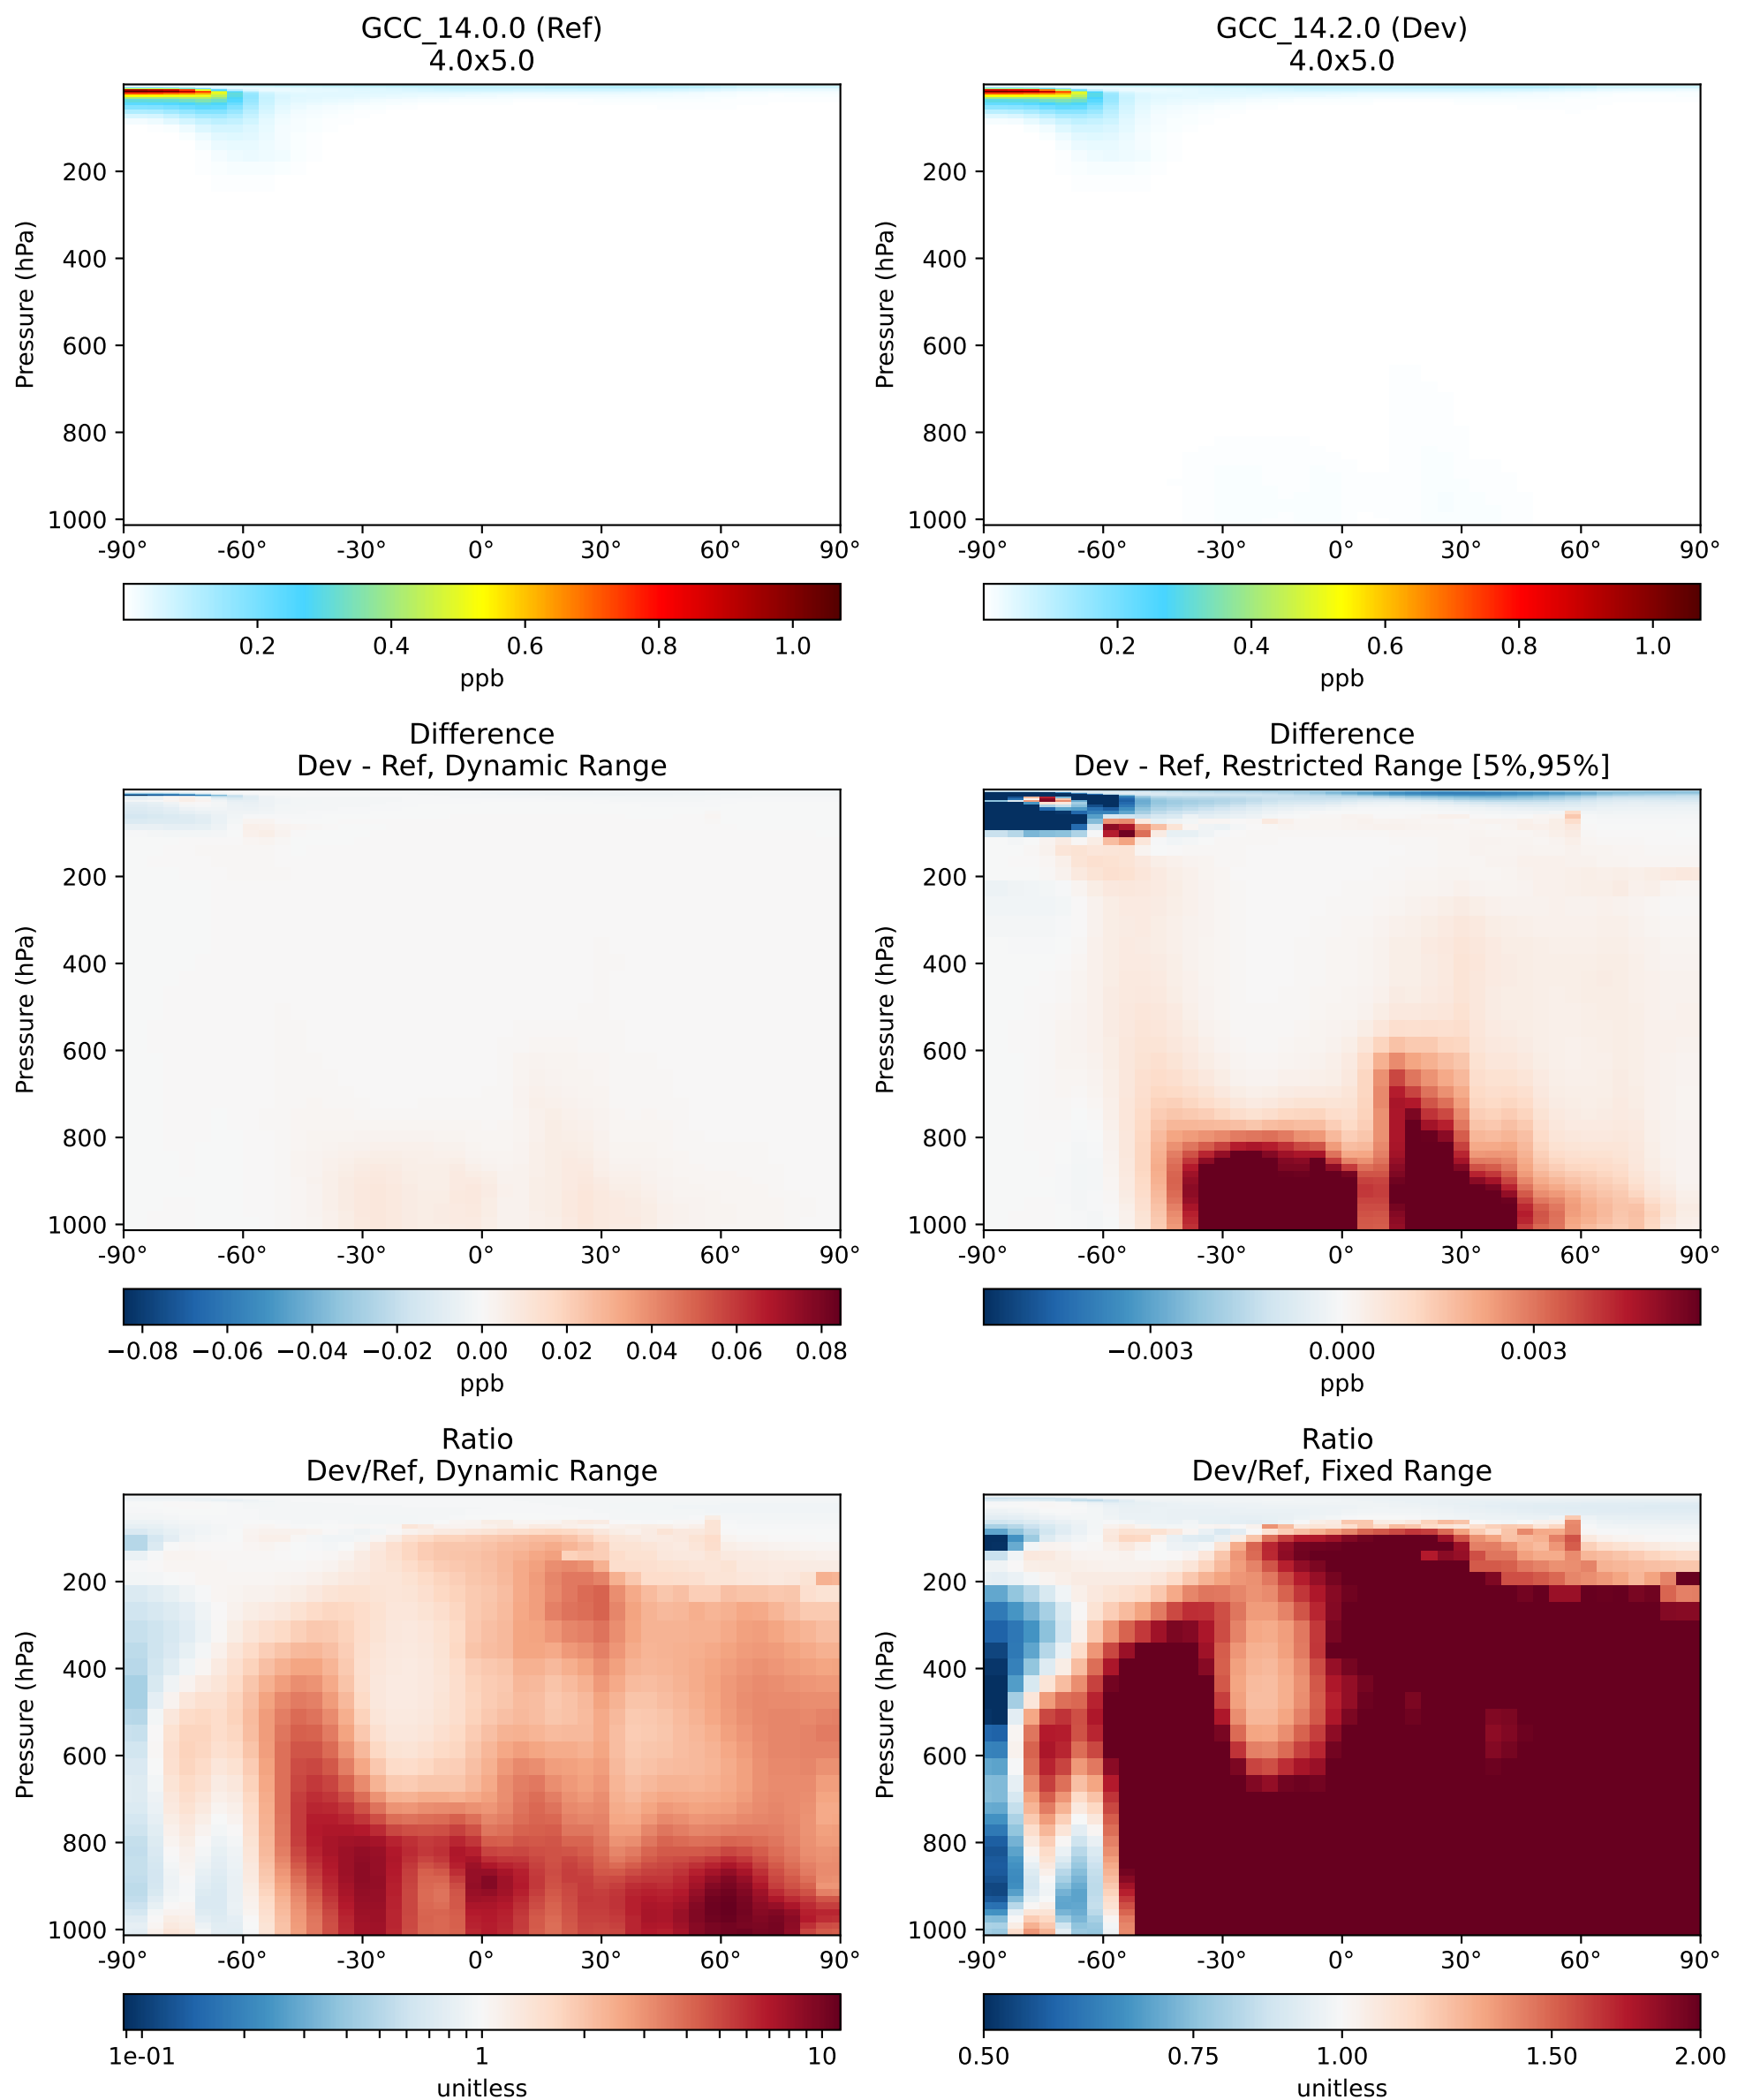 GCC_14.0.0 (Ref)
4.0x5.0
Pressure (hPa)
200
400
600
800
1000
-90° -60° -30° 0° 30° 60° 90°
0.2 0.4 0.6 0.8 1.0
ppb
GCC_14.2.0 (Dev)
4.0x5.0
Pressure (hPa)
200
400
600
800
1000
-90° -60° -30° 0° 30° 60° 90°
0.2 0.4 0.6 0.8 1.0
ppb
Difference
Dev - Ref, Dynamic Range
Pressure (hPa)
200
400
600
800
1000
-90° -60° -30° 0° 30° 60° 90°
−0.08 −0.06 −0.04 −0.02 0.00 0.02 0.04 0.06 0.08
ppb
Difference
Dev - Ref, Restricted Range [5%,95%]
Pressure (hPa)
200
400
600
800
1000
-90° -60° -30° 0° 30° 60° 90°
−0.003 0.000 0.003
ppb
Ratio
Dev/Ref, Dynamic Range
Pressure (hPa)
200
400
600
800
1000
-90° -60° -30° 0° 30° 60° 90°
1e-01 1 10
unitless
Ratio
Dev/Ref, Fixed Range
Pressure (hPa)
200
400
600
800
1000
-90° -60° -30° 0° 30° 60° 90°
0.50 0.75 1.00 1.50 2.00
unitless